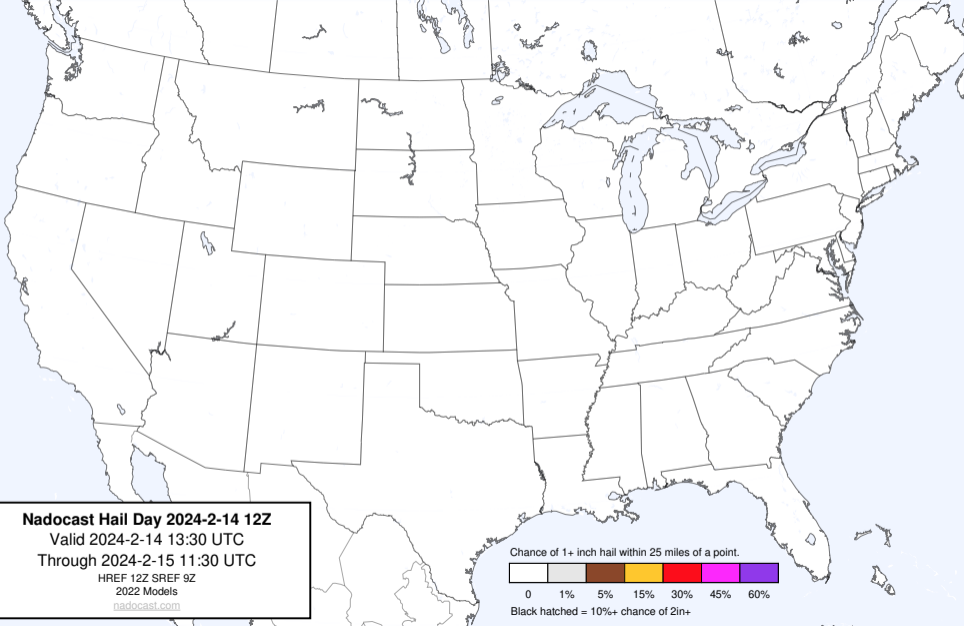 Nadocast Hail Day 2024-2-14 12Z
Valid 2024-2-14 13:30 UTC
Through 2024-2-15 11:30 UTC
HREF 12Z SREF 9Z
2022 Models
nadocast.com
Chance of 1+ inch hail within 25 miles of a point.
0 1% 5% 15% 30% 45% 60%
Black hatched = 10%+ chance of 2in+